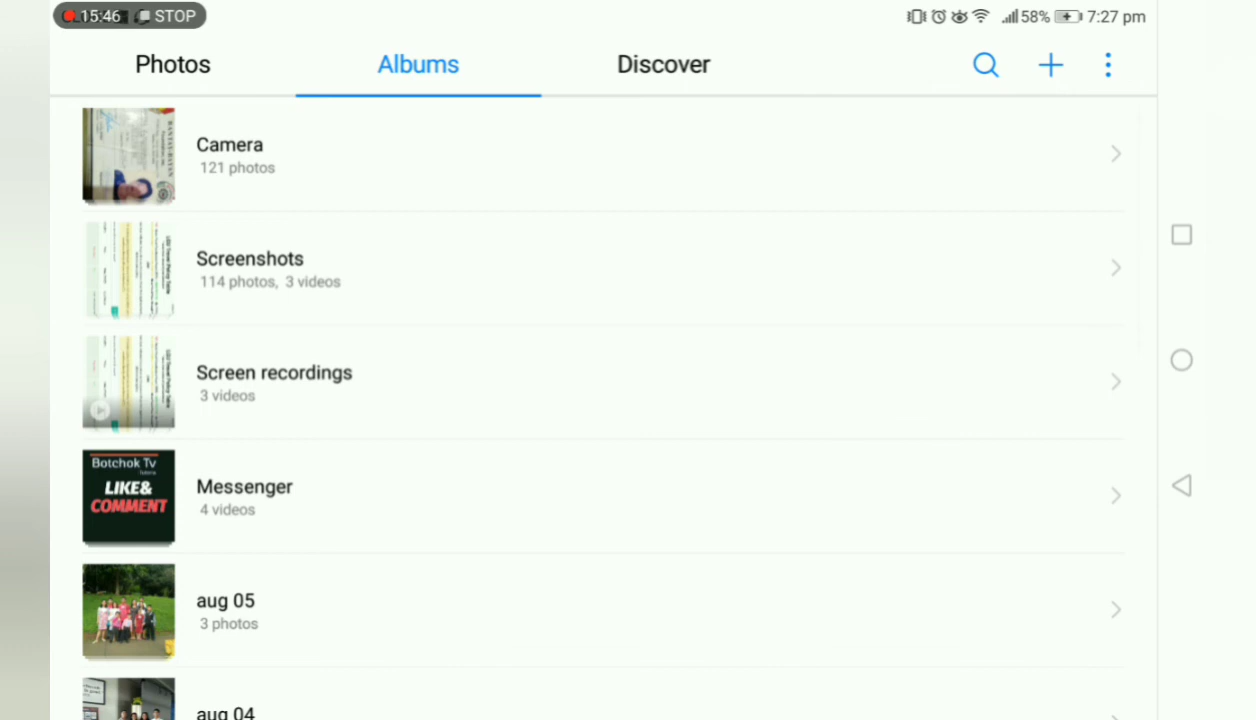 15:46 STOP
58% 7:27 pm
Photos Albums Discover
Camera
121 photos
Screenshots
114 photos, 3 videos
Screen recordings
3 videos
Botchok Tv
LIKE&
COMMENT
Messenger
4 videos
aug 05
3 photos
aug 04